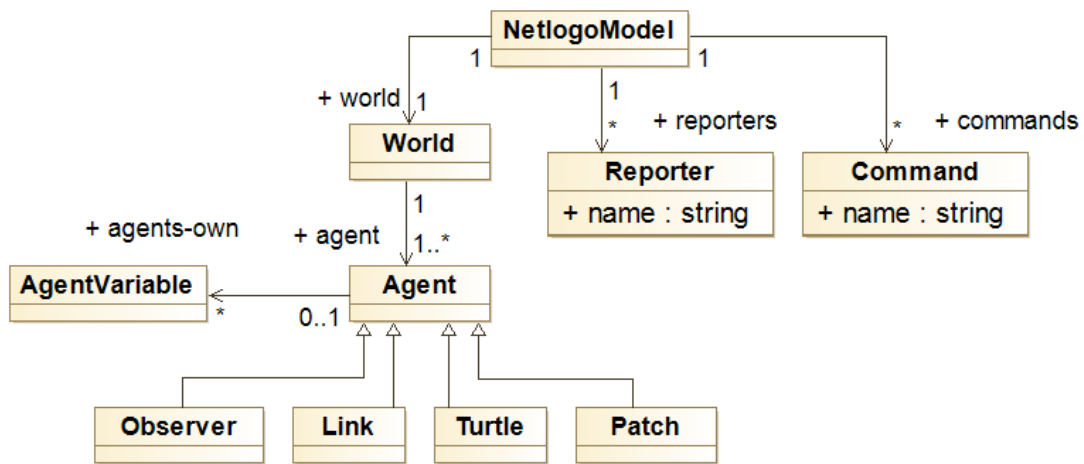 NetlogoModel
1
1
1
+ world
1
*
+ reporters
*
+ commands
World
Reporter
+ name : string
Command
+ name : string
1
+ agents-own
+ agent
1..*
AgentVariable
*
0..1
Agent
Observer
Link
Turtle
Patch